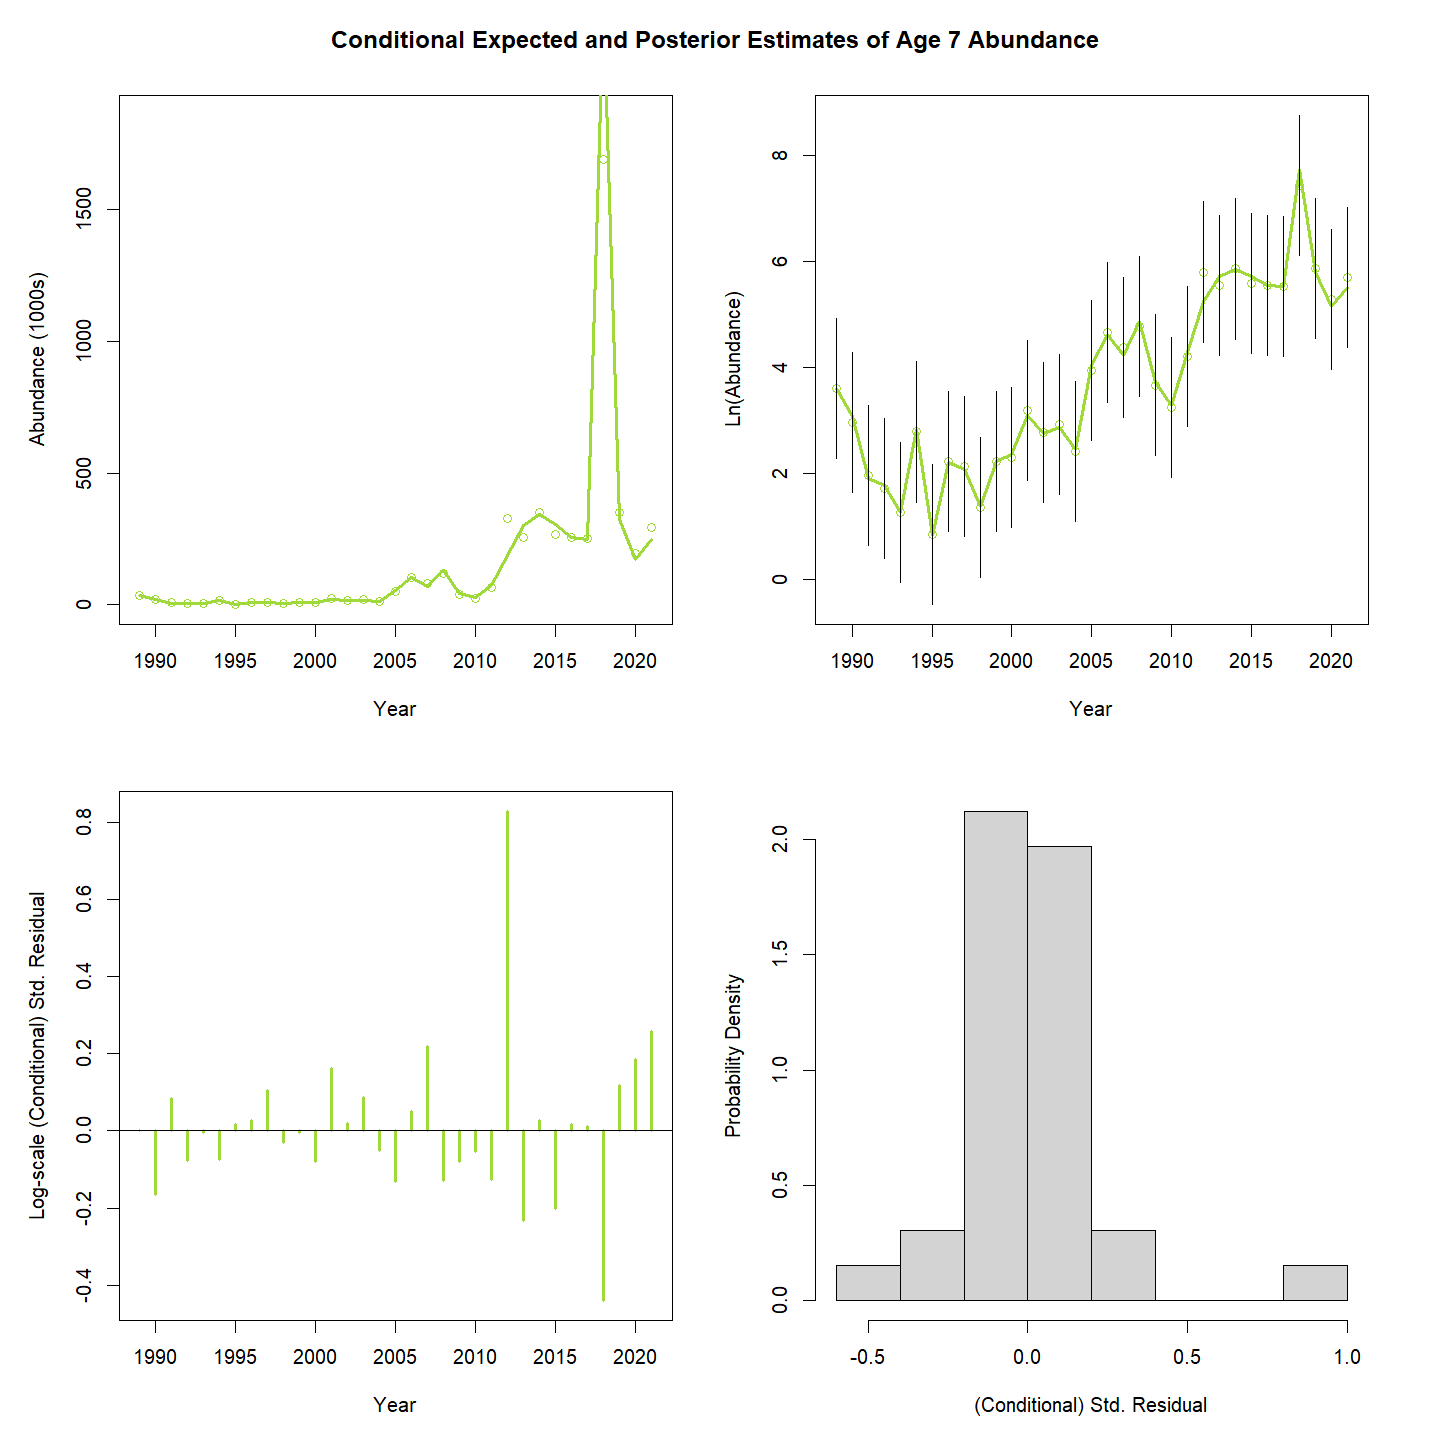 Conditional Expected and Posterior Estimates of Age 7 Abundance
Abundance (1000s)
1500
1000
500
0
1990 1995 2000 2005 2010 2015 2020
Year
Ln(Abundance)
8
6
4
2
0
1990 1995 2000 2005 2010 2015 2020
Year
Log-scale (Conditional) Std. Residual
0.8
0.6
0.4
0.2
0.0
-0.2
-0.4
1990 1995 2000 2005 2010 2015 2020
Year
Probability Density
2.0
1.5
1.0
0.5
0.0
-0.5 0.0 0.5 1.0
(Conditional) Std. Residual